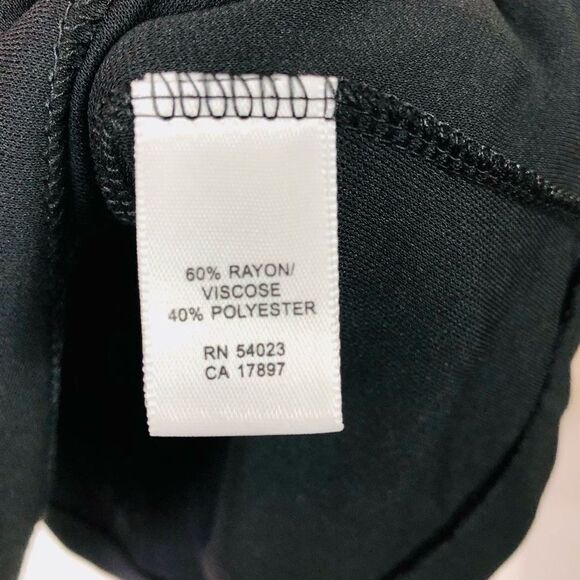 60% RAYON/
VISCOSE
40% POLYESTER
RN 54023
CA 17897